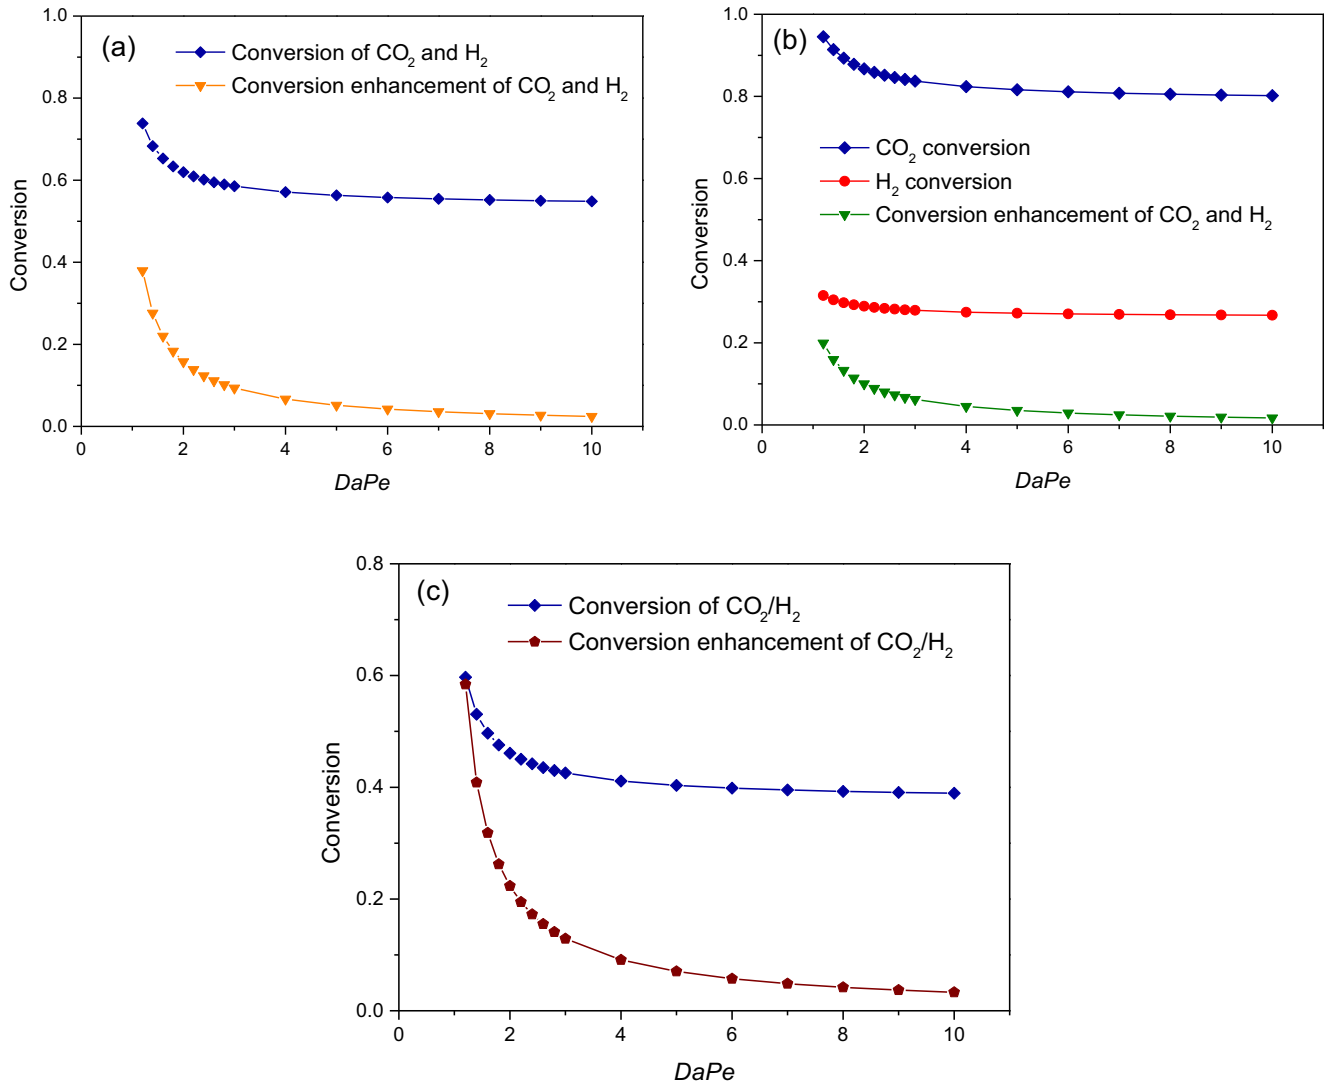 (a)
Conversion of CO₂ and H₂
Conversion enhancement of CO₂ and H₂
1.0
0.8
0.6
0.4
0.2
0.0
Conversion
0 2 4 6 8 10
DaPe
(b)
CO₂ conversion
H₂ conversion
Conversion enhancement of CO₂ and H₂
1.0
0.8
0.6
0.4
0.2
0.0
Conversion
0 2 4 6 8 10
DaPe
(c)
Conversion of CO₂/H₂
Conversion enhancement of CO₂/H₂
0.8
0.6
0.4
0.2
0.0
Conversion
0 2 4 6 8 10
DaPe